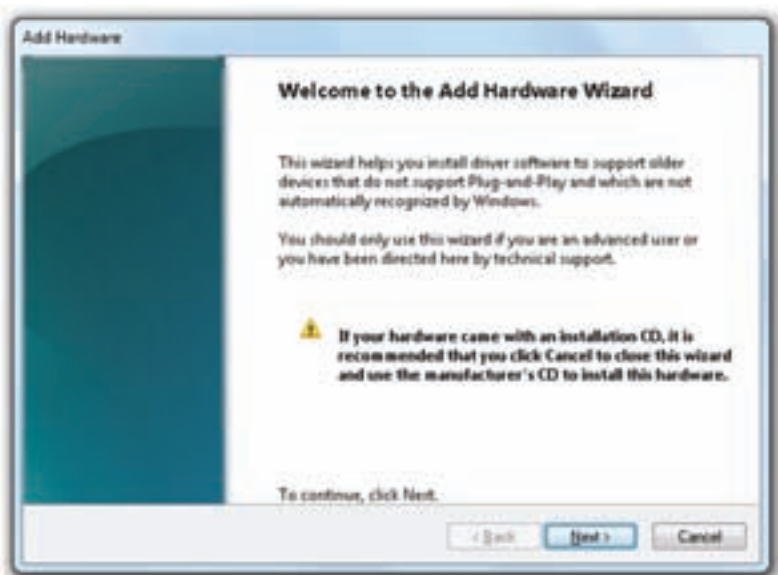 Add Hardware
Welcome to the Add Hardware Wizard
This wizard helps you install driver software to support older
devices that do not support Plug-and-Play and which are not
automatically recognized by Windows.
You should only use this wizard if you are an advanced user or
you have been directed here by technical support.
If your hardware came with an installation CD, it is
recommended that you click Cancel to close this wizard
and use the manufacturer's CD to install this hardware.
To continue, click Next.
< Back Next > Cancel